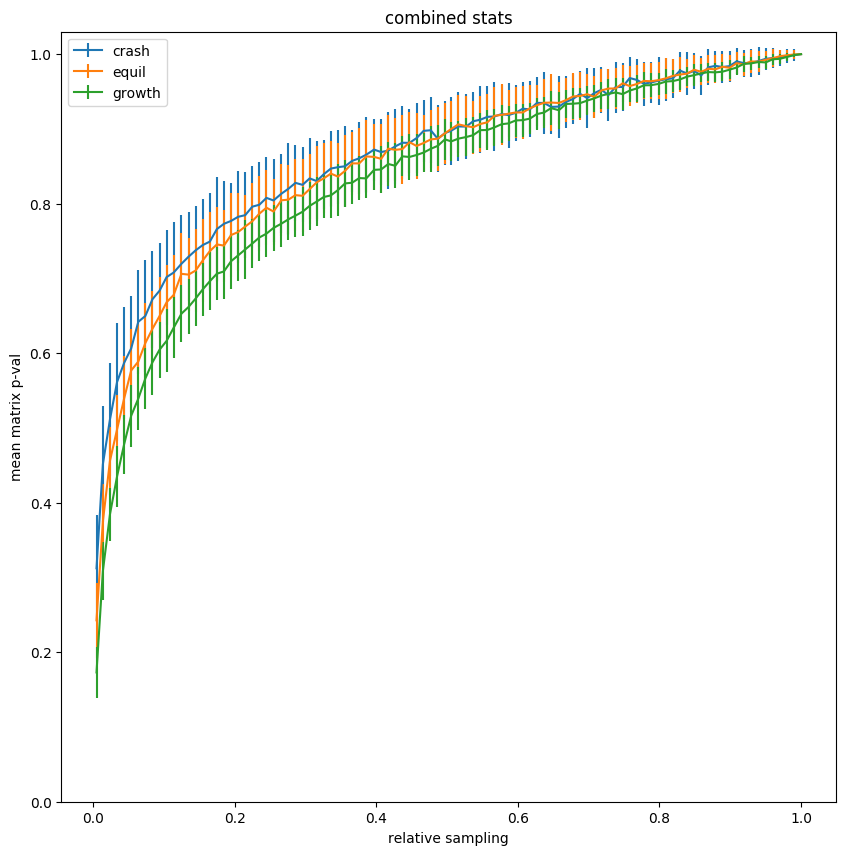 combined stats
crash
equil
growth
mean matrix p-val
1.0
0.8
0.6
0.4
0.2
0.0
0.0 0.2 0.4 0.6 0.8 1.0
relative sampling